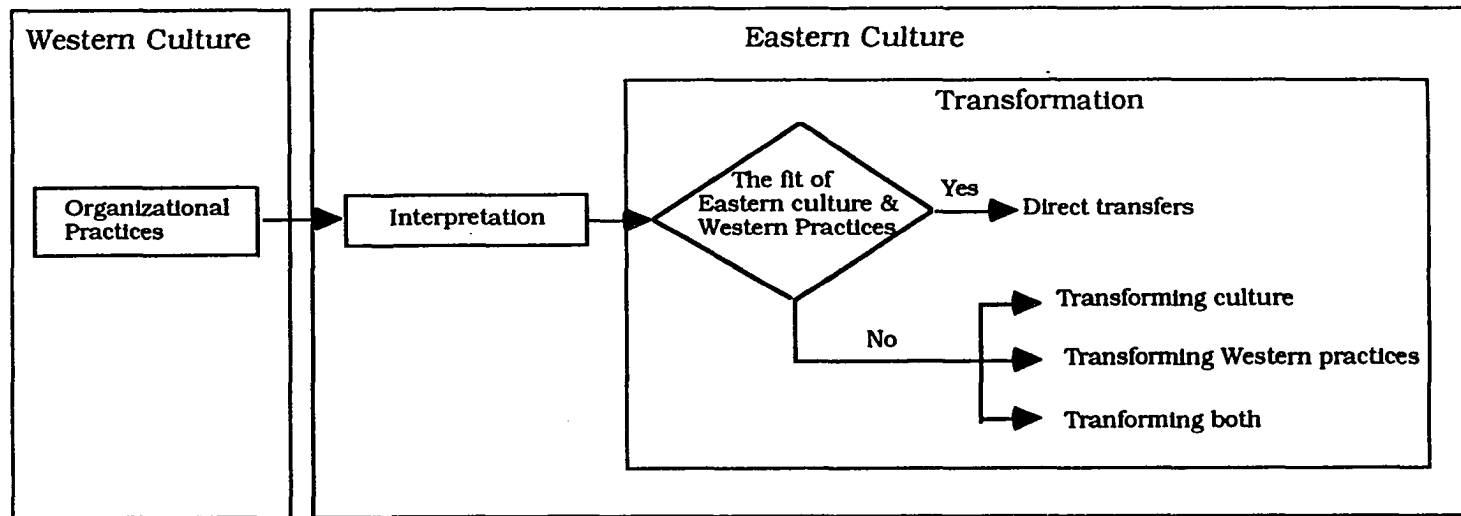 Western Culture
Eastern Culture
Transformation
Organizational
Practices
Interpretation
The fit of
Eastern culture &
Western Practices
Yes
Direct transfers
No
Transforming culture
Transforming Western practices
Tranforming both